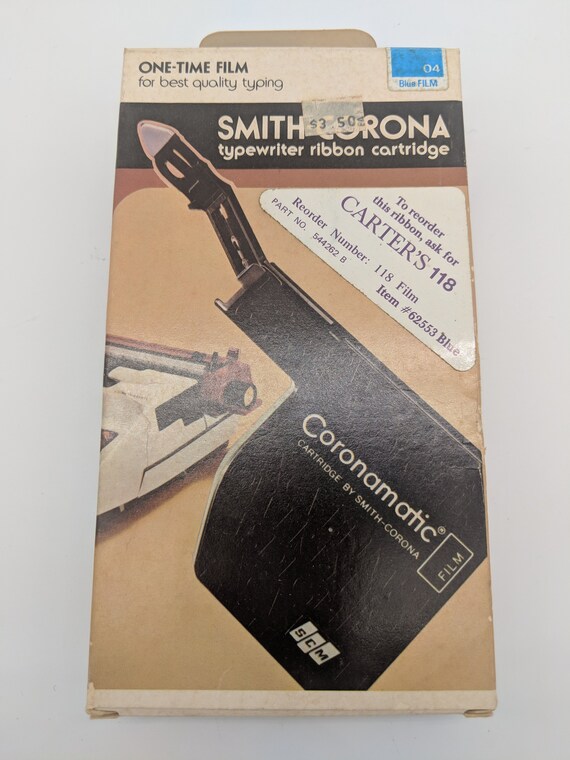 ONE-TIME FILM
for best quality typing
04
Blue FILM
$3.50
SMITH-CORONA
typewriter ribbon cartridge
To reorder
this ribbon, ask for
CARTER'S 118
Reorder Number: 118 Film
PART NO. 544262 B
Item #62553 Blue
Coronamatic®
CARTRIDGE BY SMITH-CORONA
FILM
SCM